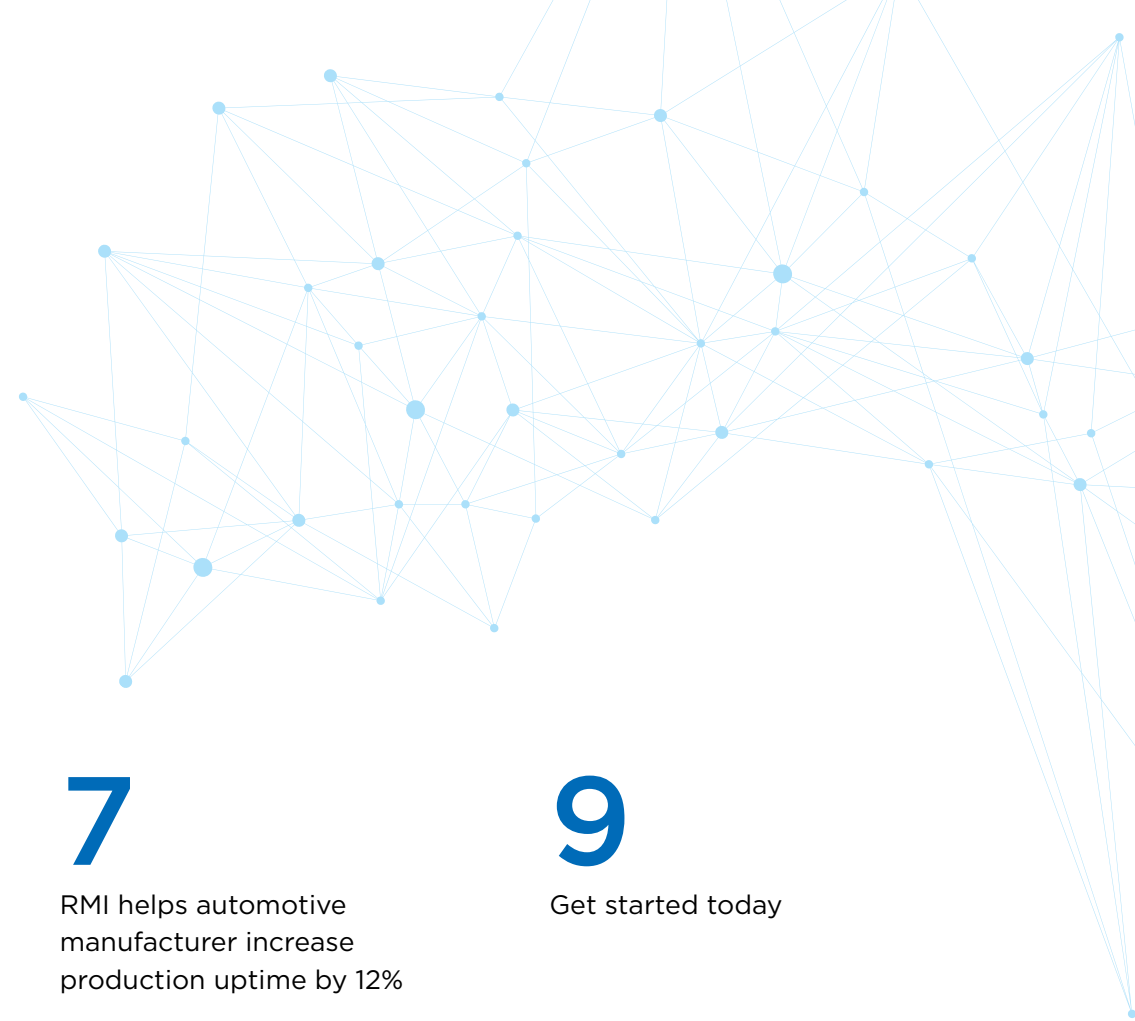 7
RMI helps automotive
manufacturer increase
production uptime by 12%
9
Get started today